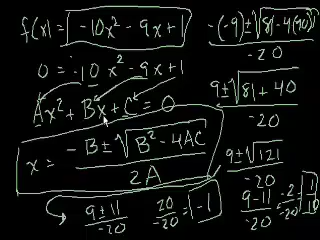 f(x) = -10x² - 9x + 1
0 = -10x² - 9x + 1
Ax² + Bx + C = 0
x = (-B ± √(B² - 4AC)) / 2A
(9 ± 11) / -20
20 / -20 = -1
(-(-9) ± √(81 - 4(-10))) / -20
(9 ± √(81 + 40)) / -20
(9 ± √121) / -20
(9 - 11) / -20 = -2 / -20 = 1 / 10